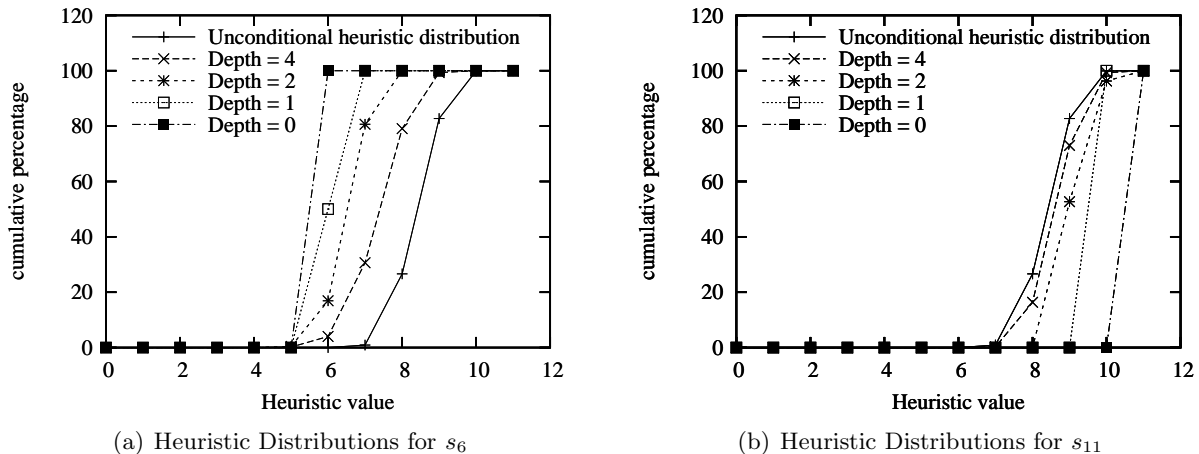 120
100
80
60
40
20
0
cumulative percentage
Unconditional heuristic distribution
Depth = 4
Depth = 2
Depth = 1
Depth = 0
0 2 4 6 8 10 12
Heuristic value
(a) Heuristic Distributions for s6
120
100
80
60
40
20
0
cumulative percentage
Unconditional heuristic distribution
Depth = 4
Depth = 2
Depth = 1
Depth = 0
0 2 4 6 8 10 12
Heuristic value
(b) Heuristic Distributions for s11